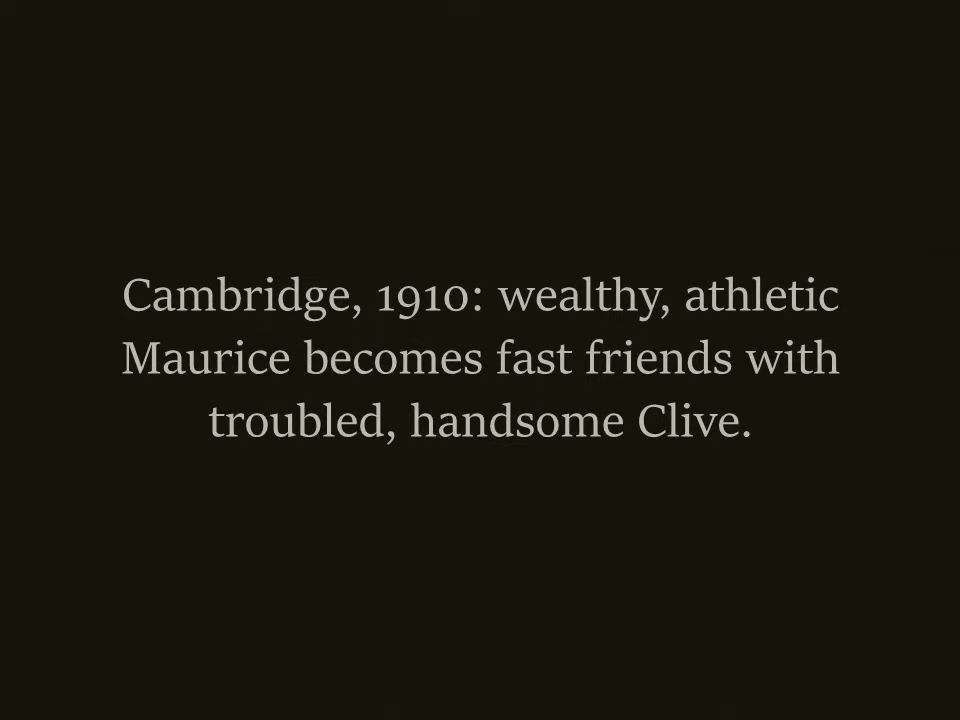 Cambridge, 1910: wealthy, athletic
Maurice becomes fast friends with
troubled, handsome Clive.